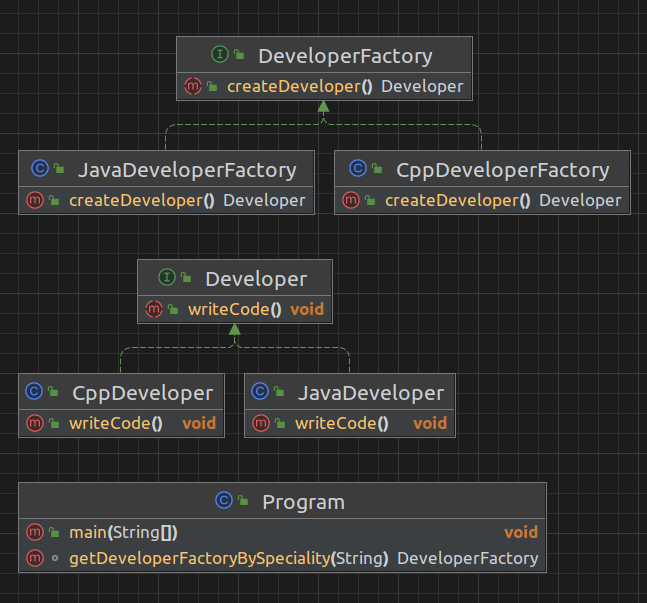 DeveloperFactory
createDeveloper() Developer
JavaDeveloperFactory
createDeveloper() Developer
CppDeveloperFactory
createDeveloper() Developer
Developer
writeCode() void
CppDeveloper
writeCode() void
JavaDeveloper
writeCode() void
Program
main(String[]) void
getDeveloperFactoryBySpeciality(String) DeveloperFactory